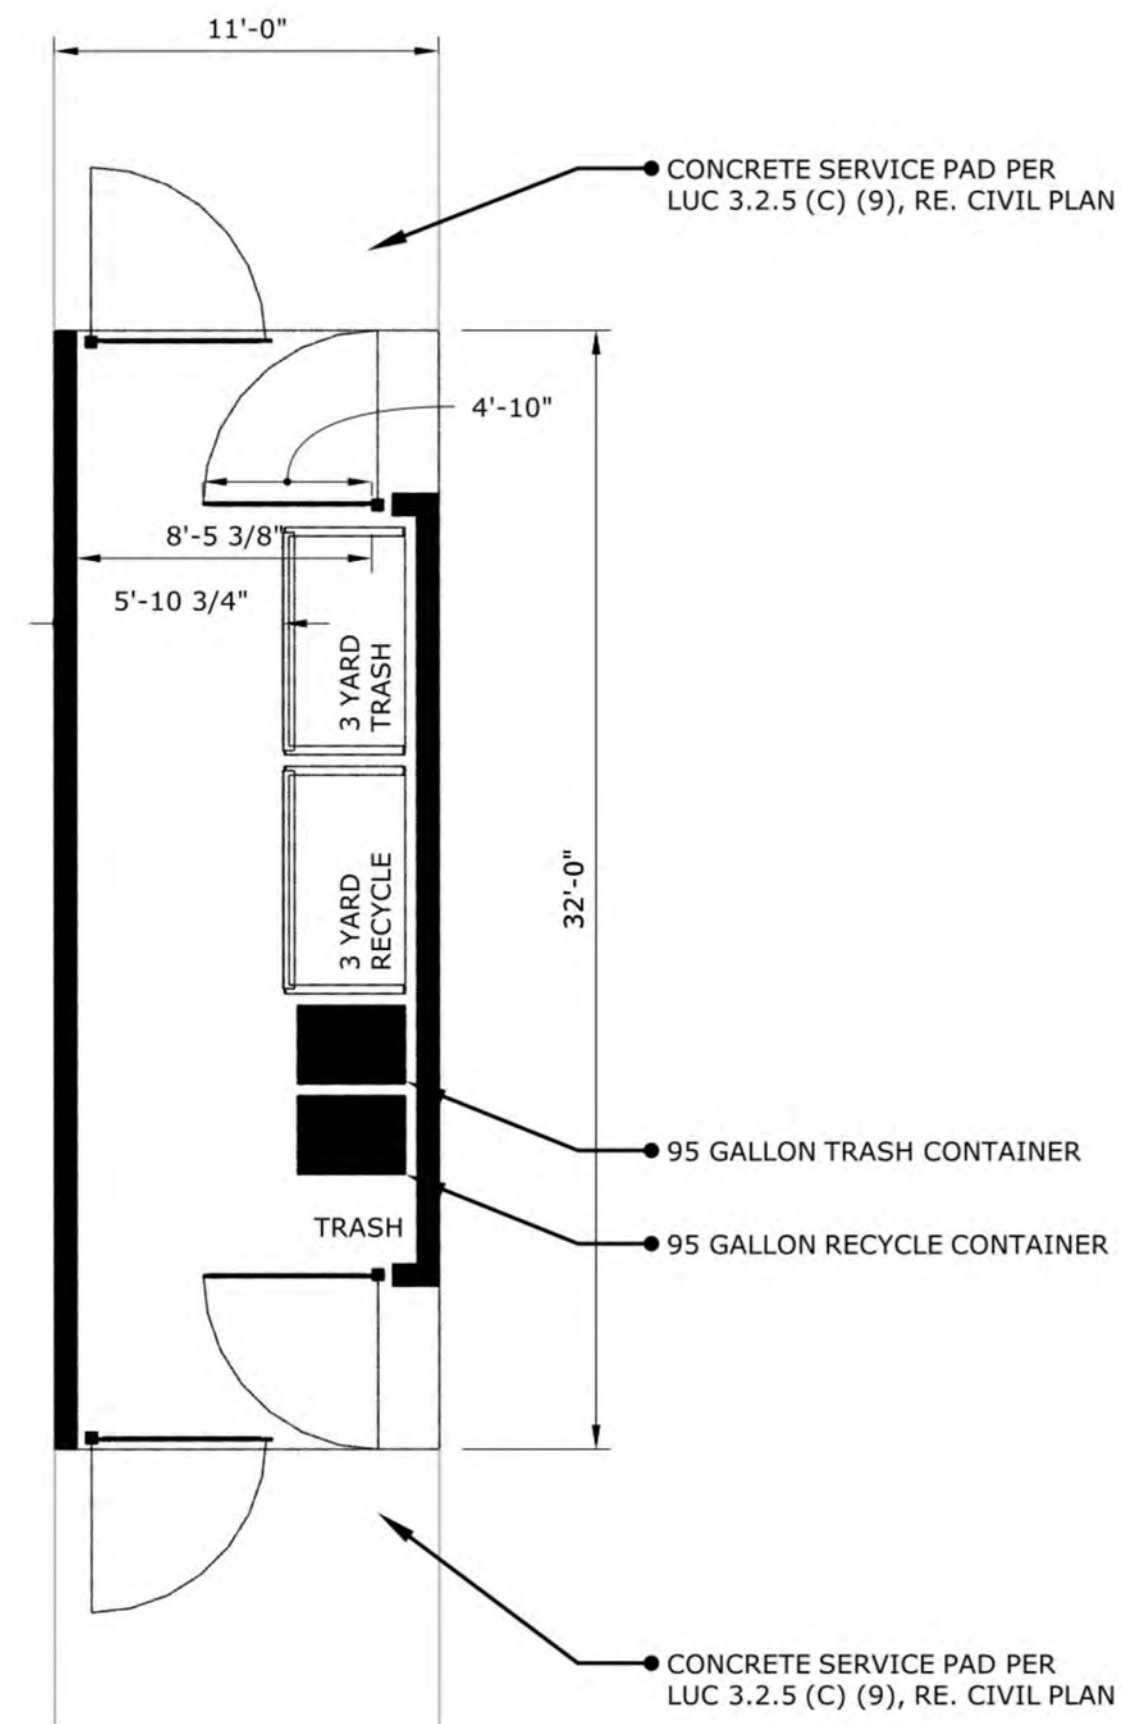 11'-0"
CONCRETE SERVICE PAD PER
LUC 3.2.5 (C) (9), RE. CIVIL PLAN
4'-10"
8'-5 3/8"
5'-10 3/4"
3 YARD
TRASH
3 YARD
RECYCLE
32'-0"
95 GALLON TRASH CONTAINER
TRASH
95 GALLON RECYCLE CONTAINER
CONCRETE SERVICE PAD PER
LUC 3.2.5 (C) (9), RE. CIVIL PLAN